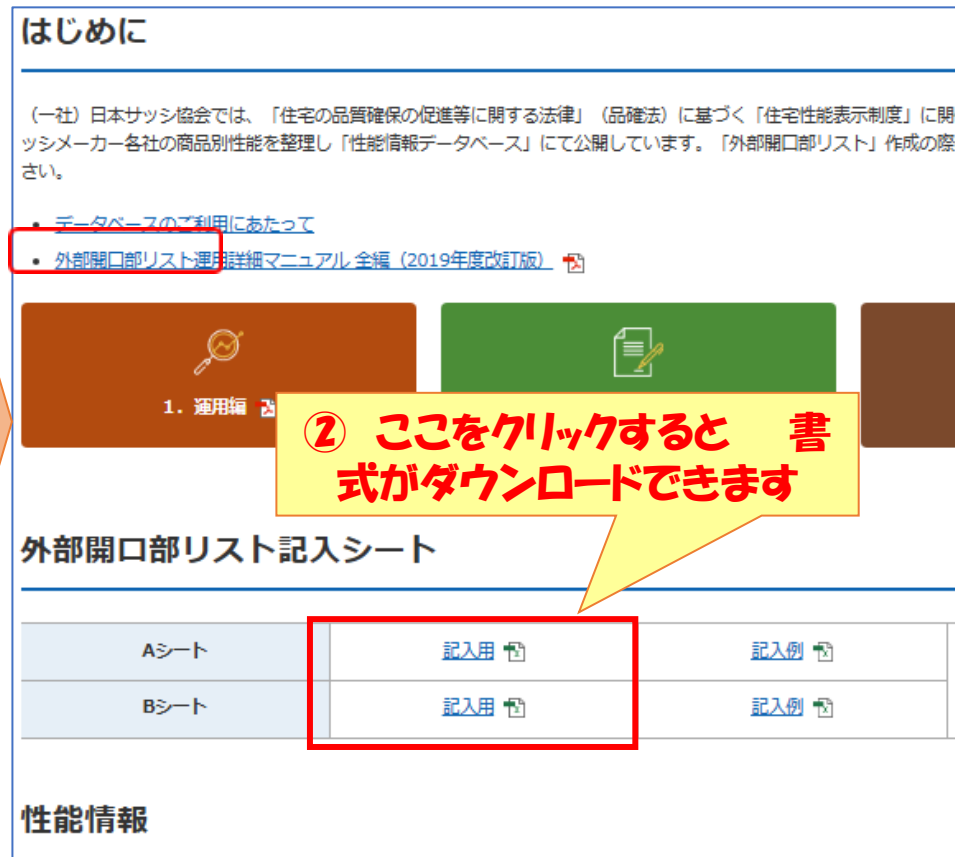 はじめに
（一社）日本サッシ協会では、「住宅の品質確保の促進等に関する法律」（品確法）に基づく「住宅性能表示制度」に関
ッシメーカー各社の商品別性能を整理し「性能情報データベース」にて公開しています。「外部開口部リスト」作成の際
さい。
• データベースのご利用にあたって
• 外部開口部リスト運用詳細マニュアル 全編（2019年度改訂版）
1. 運用編
② ここをクリックすると 書
式がダウンロードできます
外部開口部リスト記入シート
Aシート 記入用 記入例
Bシート 記入用 記入例
性能情報